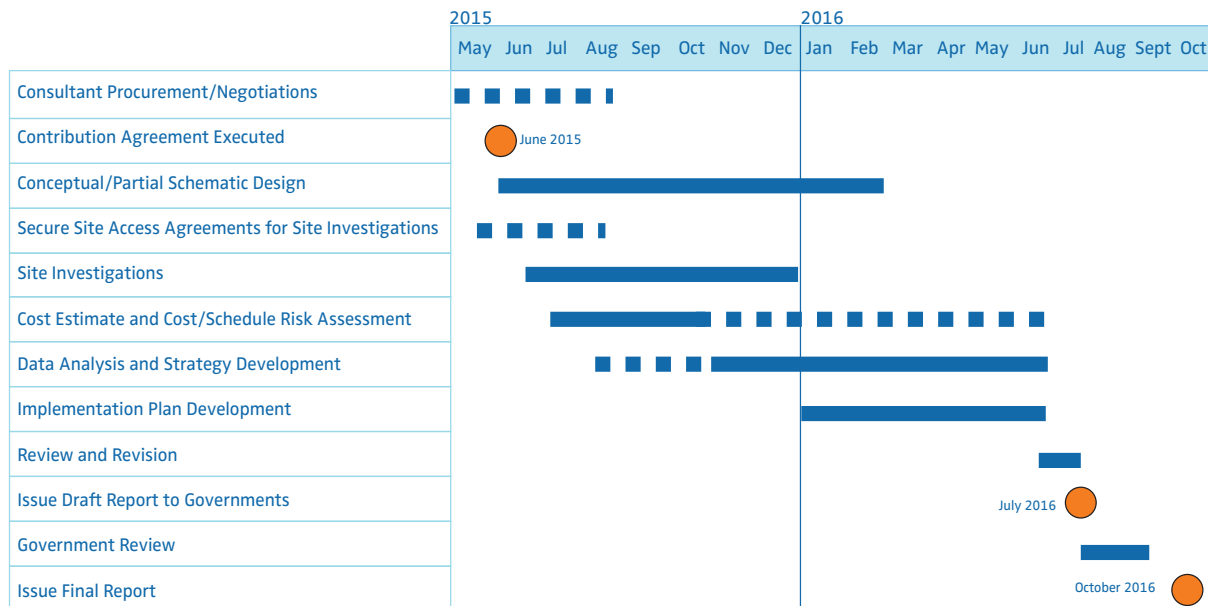 2015 2016
May Jun Jul Aug Sep Oct Nov Dec Jan Feb Mar Apr May Jun Jul Aug Sept Oct
Consultant Procurement/Negotiations
Contribution Agreement Executed June 2015
Conceptual/Partial Schematic Design
Secure Site Access Agreements for Site Investigations
Site Investigations
Cost Estimate and Cost/Schedule Risk Assessment
Data Analysis and Strategy Development
Implementation Plan Development
Review and Revision
Issue Draft Report to Governments July 2016
Government Review
Issue Final Report October 2016